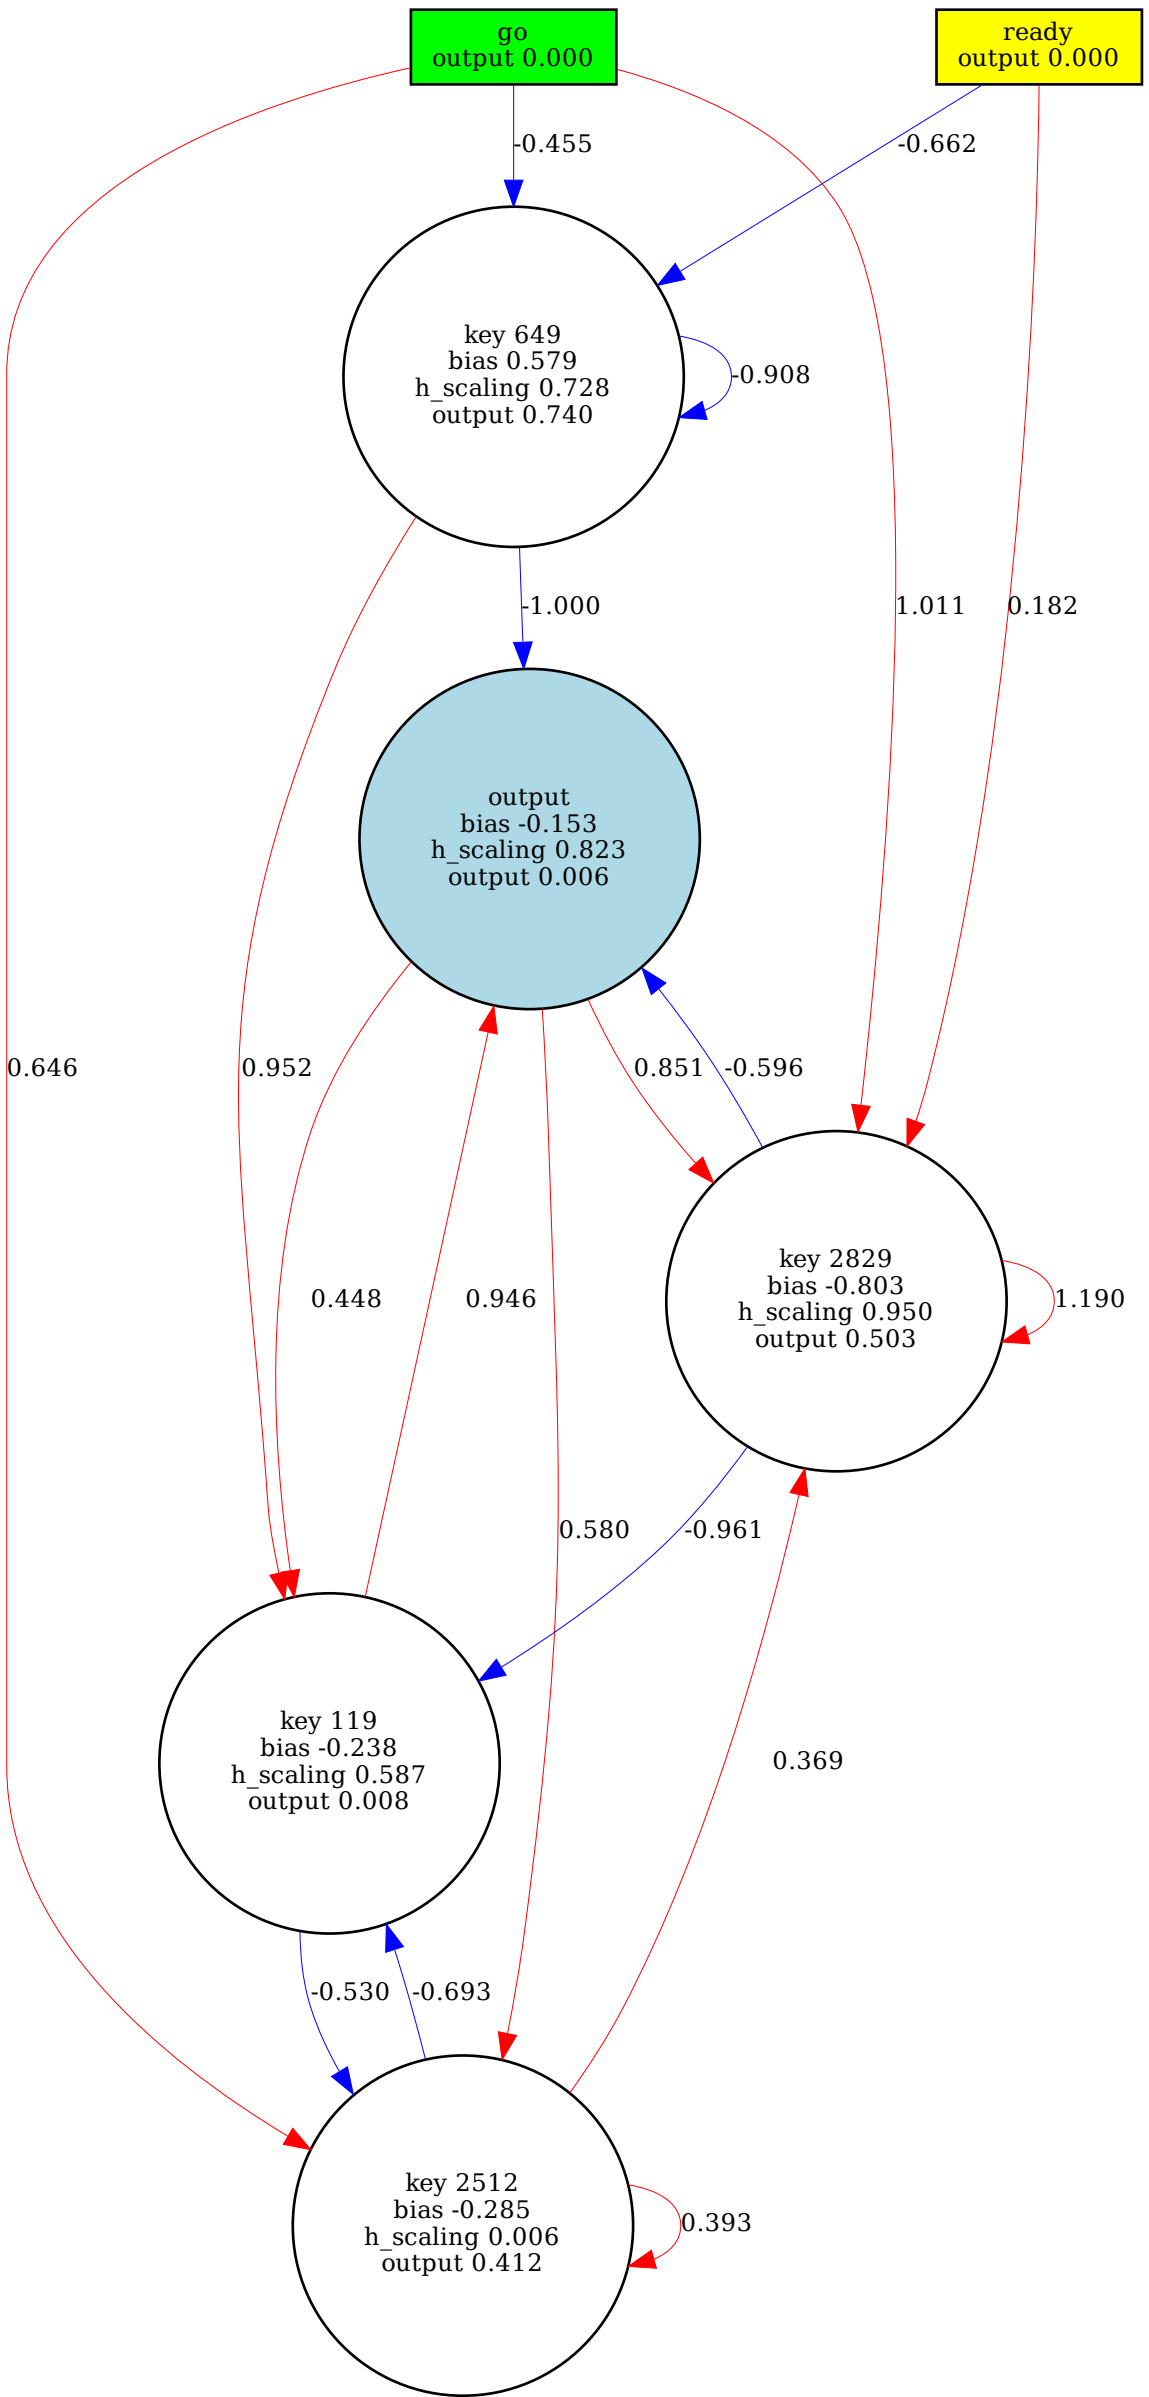 go
output 0.000
ready
output 0.000
-0.455
-0.662
key 649
bias 0.579
h_scaling 0.728
output 0.740
-0.908
-1.000
1.011
0.182
output
bias -0.153
h_scaling 0.823
output 0.006
0.646
0.952
0.851
-0.596
key 2829
bias -0.803
h_scaling 0.950
output 0.503
0.448
0.946
1.190
0.580
-0.961
key 119
bias -0.238
h_scaling 0.587
output 0.008
0.369
-0.530
-0.693
key 2512
bias -0.285
h_scaling 0.006
output 0.412
0.393